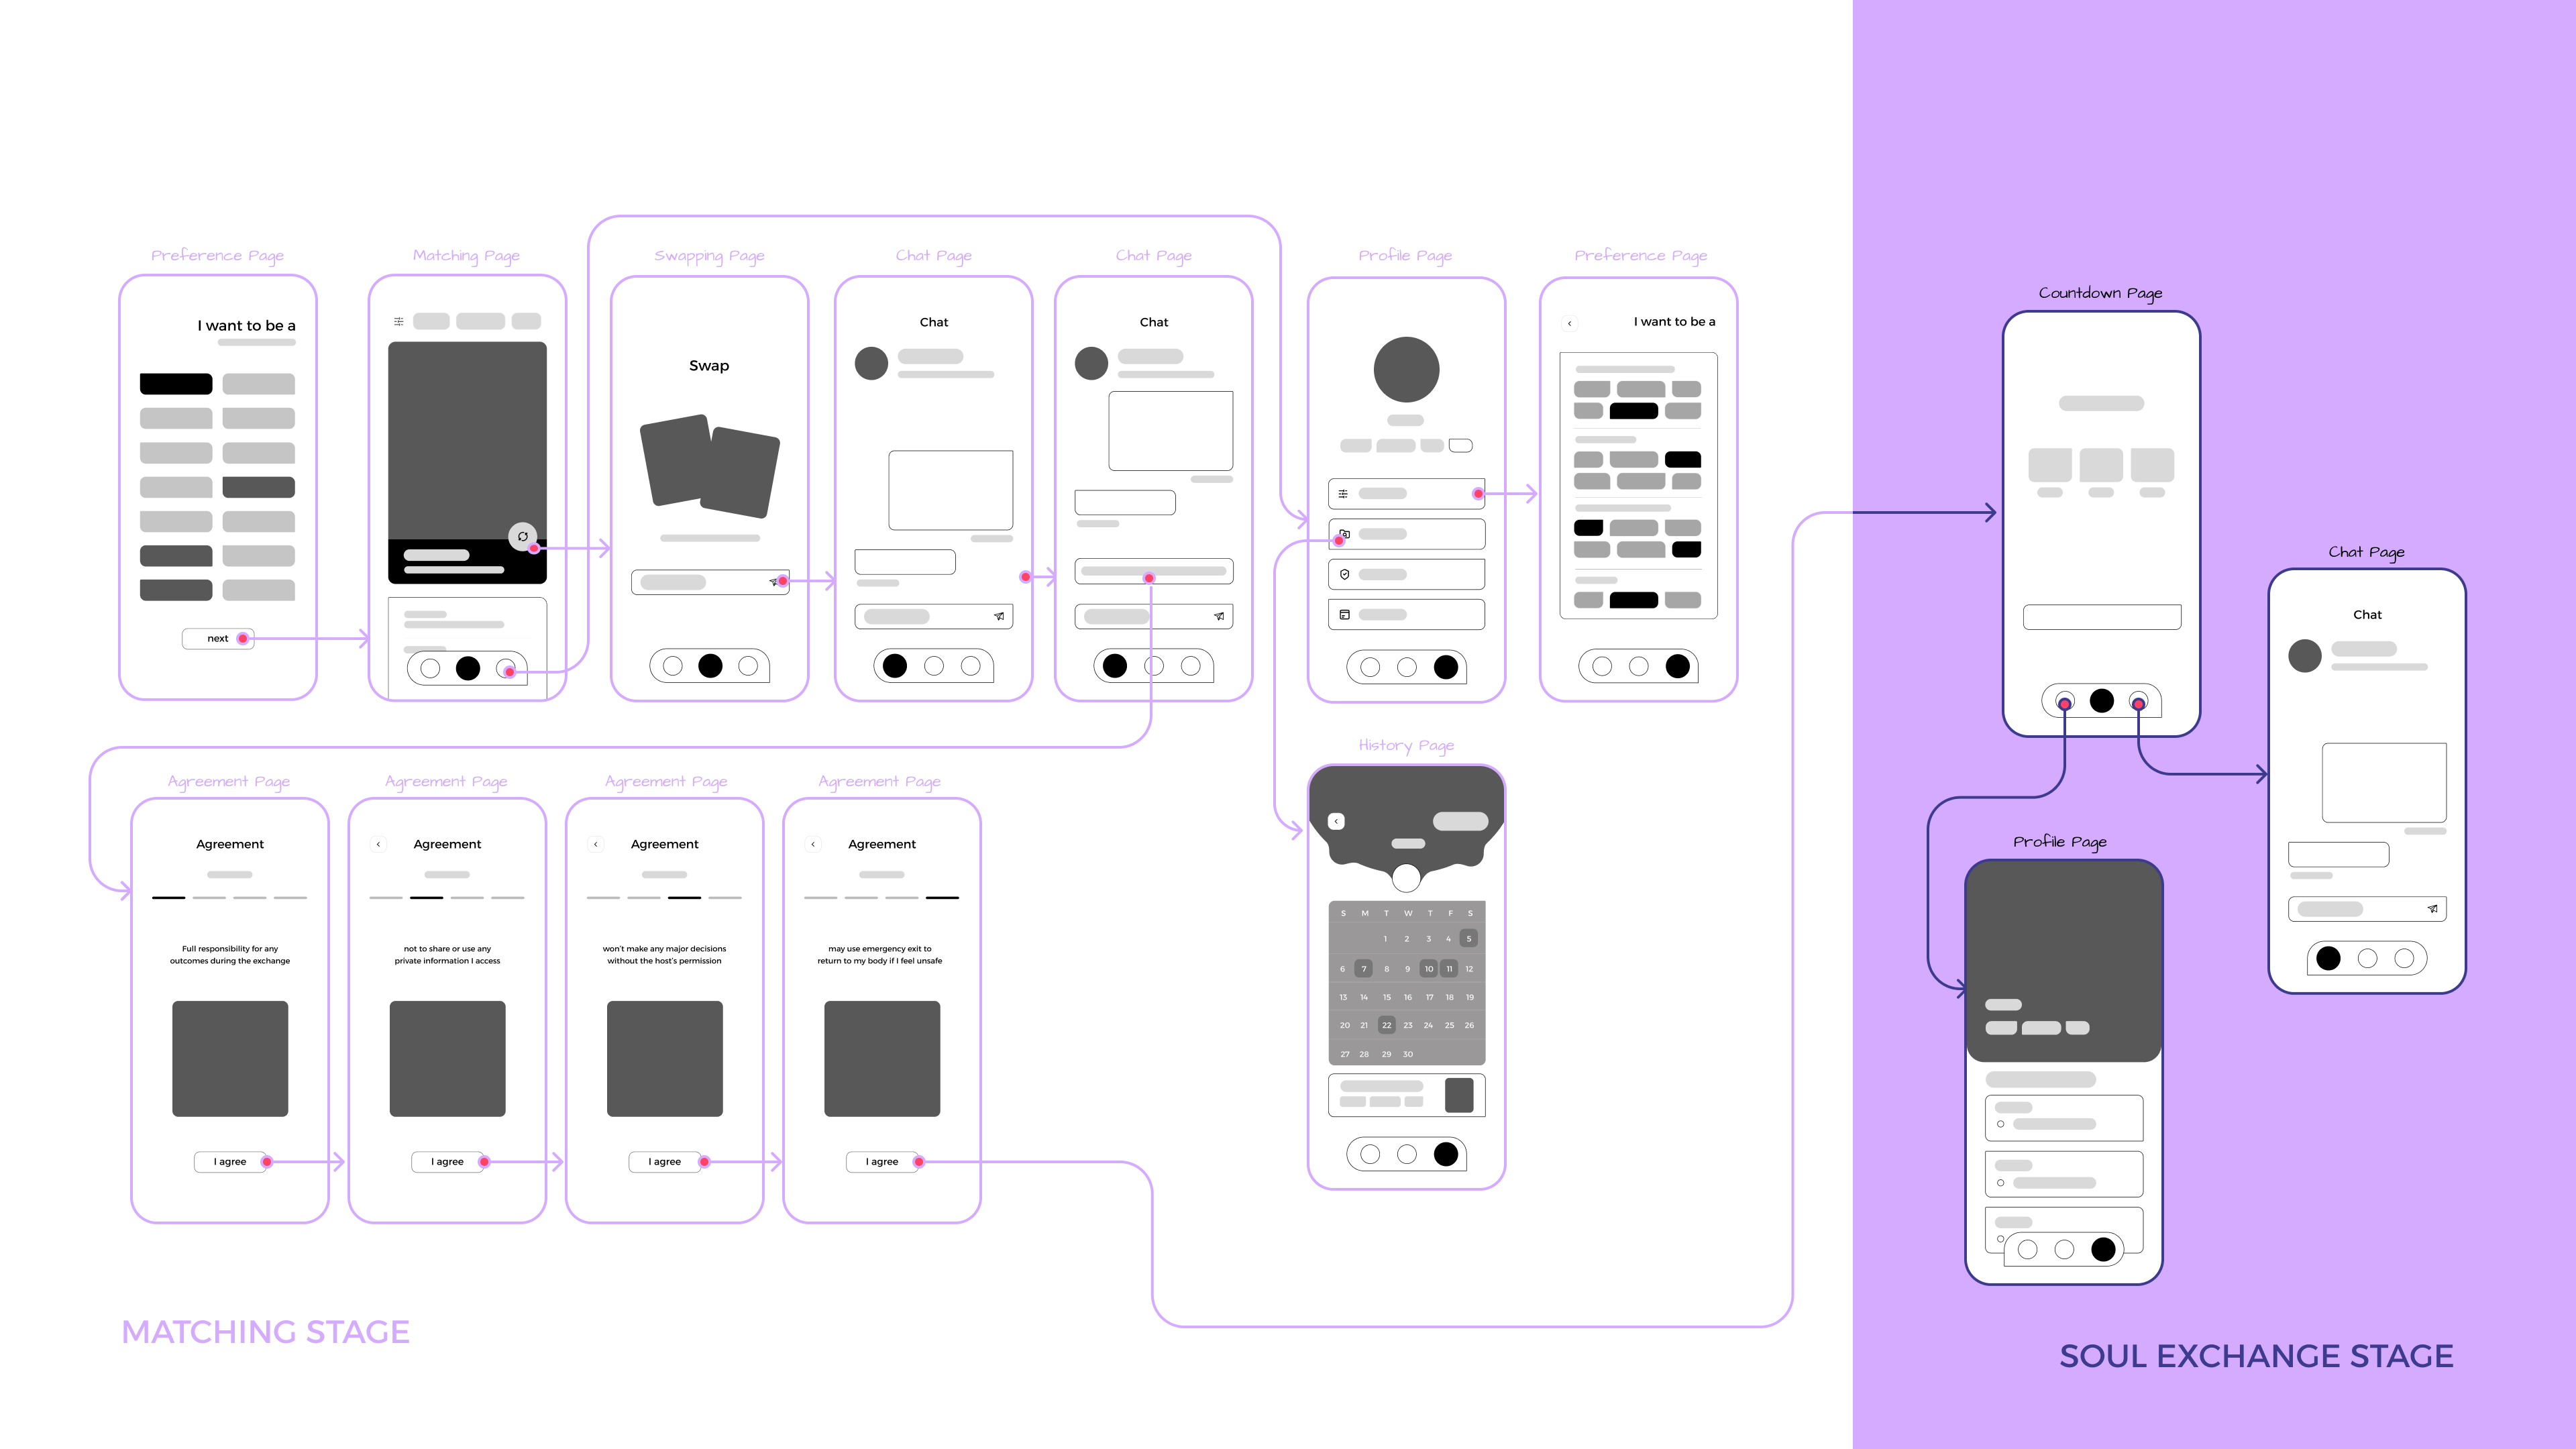 Preference Page
Matching Page
Swapping Page
Chat Page
Chat Page
Profile Page
Preference Page
I want to be a
next
Swap
Chat
Chat
I want to be a
Agreement Page
Agreement Page
Agreement Page
Agreement Page
Agreement
Full responsibility for any
outcomes during the exchange
I agree
Agreement
not to share or use any
private information I access
I agree
Agreement
won't make any major decisions
without the host's permission
I agree
Agreement
may use emergency exit to
return to my body if I feel unsafe
I agree
History Page
S M T W T F S
1 2 3 4 5
6 7 8 9 10 11 12
13 14 15 16 17 18 19
20 21 22 23 24 25 26
27 28 29 30
MATCHING STAGE
Countdown Page
Chat Page
Chat
Profile Page
SOUL EXCHANGE STAGE